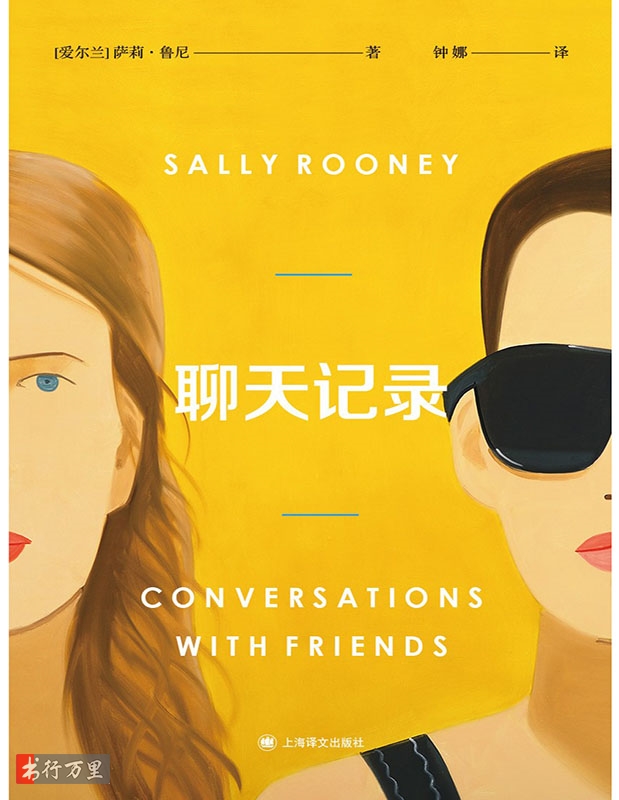 [爱尔兰] 萨莉·鲁尼 著 钟娜 译
SALLY ROONEY
聊天记录
CONVERSATIONS
WITH FRIENDS
上海译文出版社
书行万里